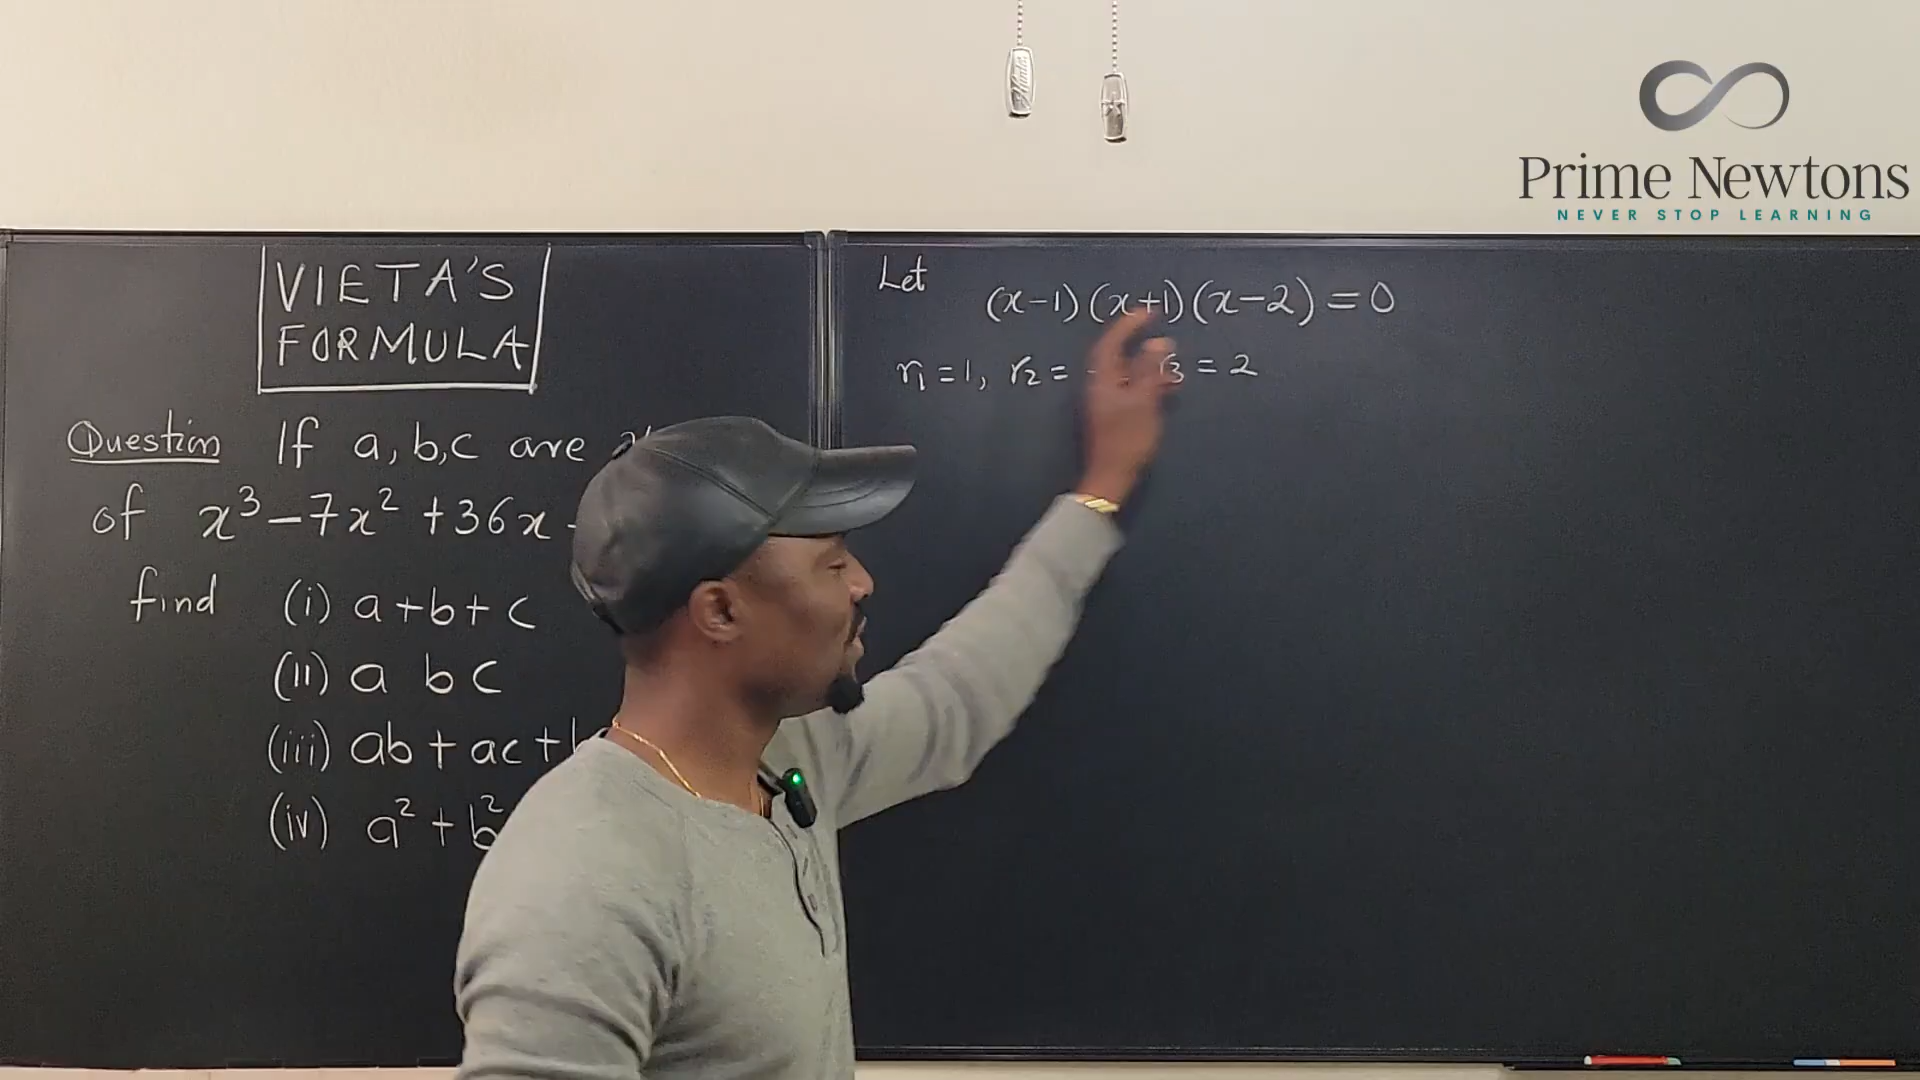 Prime Newtons
NEVER STOP LEARNING
VIETA'S
FORMULA
Question If a, b, c are
of x³ - 7x² + 36x -
find (i) a + b + c
(ii) a b c
(iii) ab + ac +
(iv) a² + b²
Let
(x-1)(x+1)(x-2) = 0
r₁ = 1, r₂ = r₃ = 2